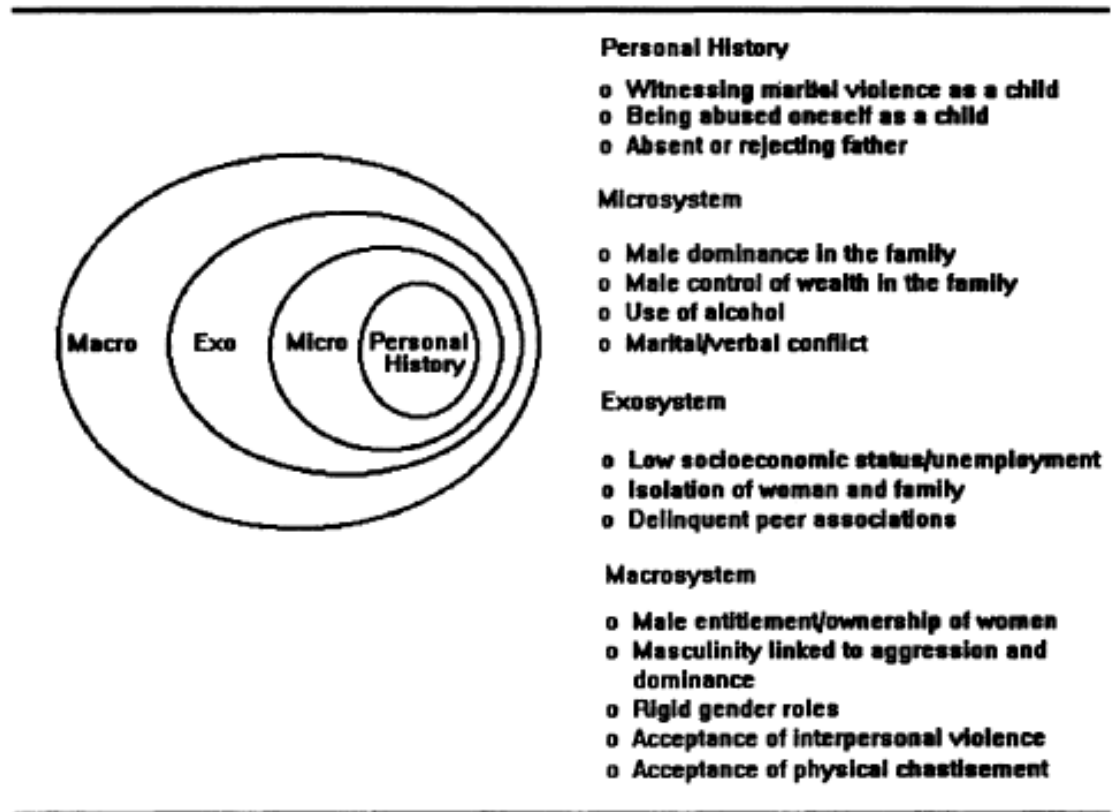 Macro
Exo
Micro
Personal
History
Personal History
o Witnessing marital violence as a child
o Being abused oneself as a child
o Absent or rejecting father
Microsystem
o Male dominance in the family
o Male control of wealth in the family
o Use of alcohol
o Marital/verbal conflict
Exosystem
o Low socioeconomic status/unemployment
o Isolation of woman and family
o Delinquent peer associations
Macrosystem
o Male entitlement/ownership of women
o Masculinity linked to aggression and
dominance
o Rigid gender roles
o Acceptance of interpersonal violence
o Acceptance of physical chastisement